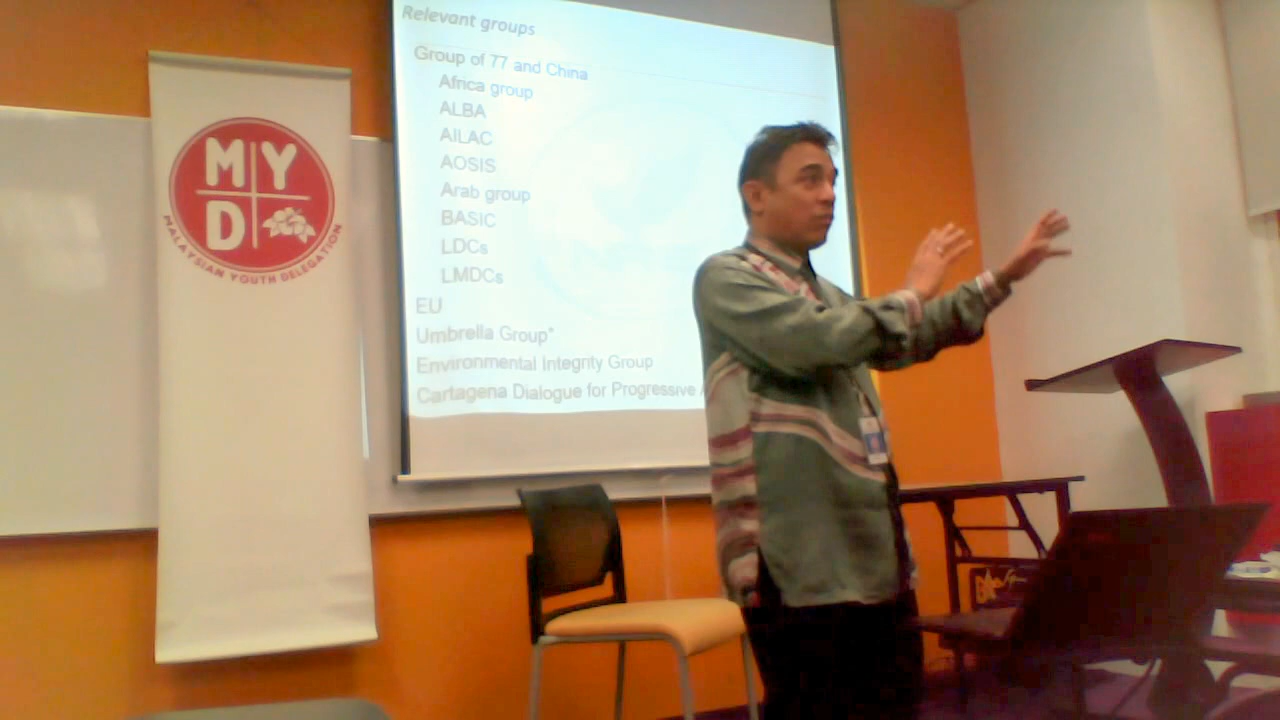 MY
D
MALAYSIAN YOUTH DELEGATION
Relevant groups
Group of 77 and China
Africa group
ALBA
AILAC
AOSIS
Arab group
BASIC
LDCs
LMDCs
EU
Umbrella Group*
Environmental Integrity Group
Cartagena Dialogue for Progressive A